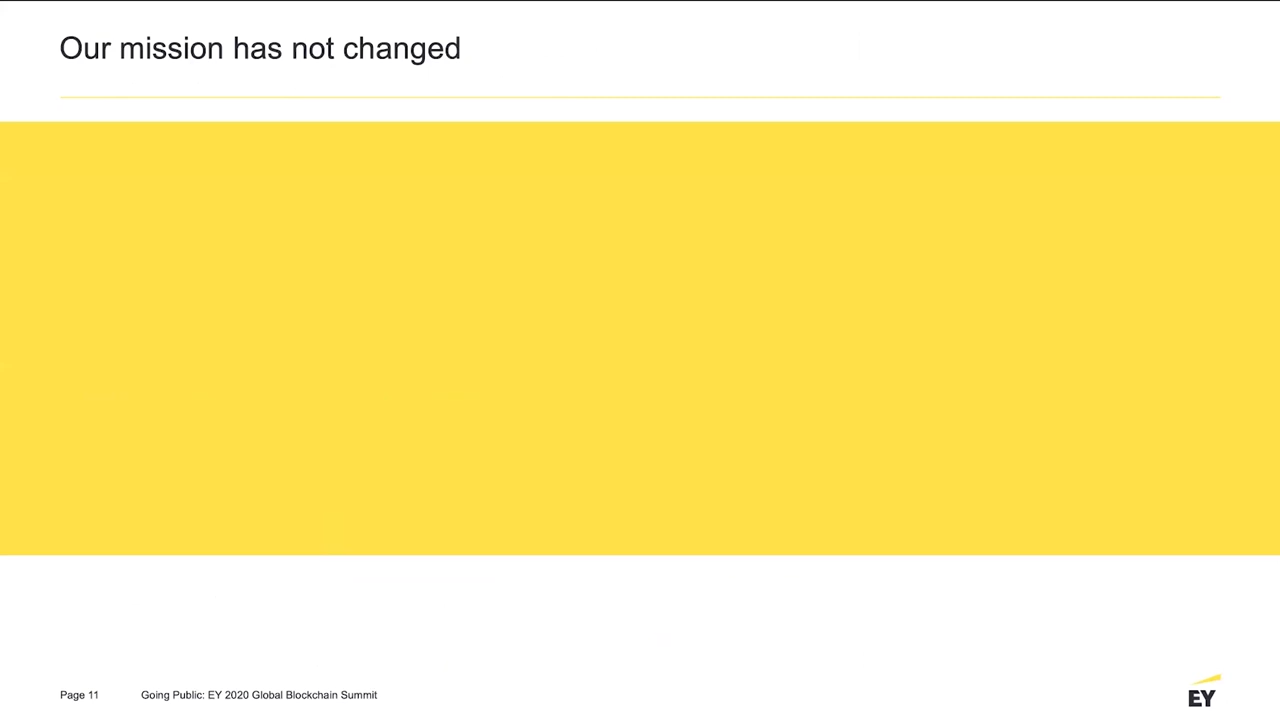 Our mission has not changed
Page 11
Going Public: EY 2020 Global Blockchain Summit
EY